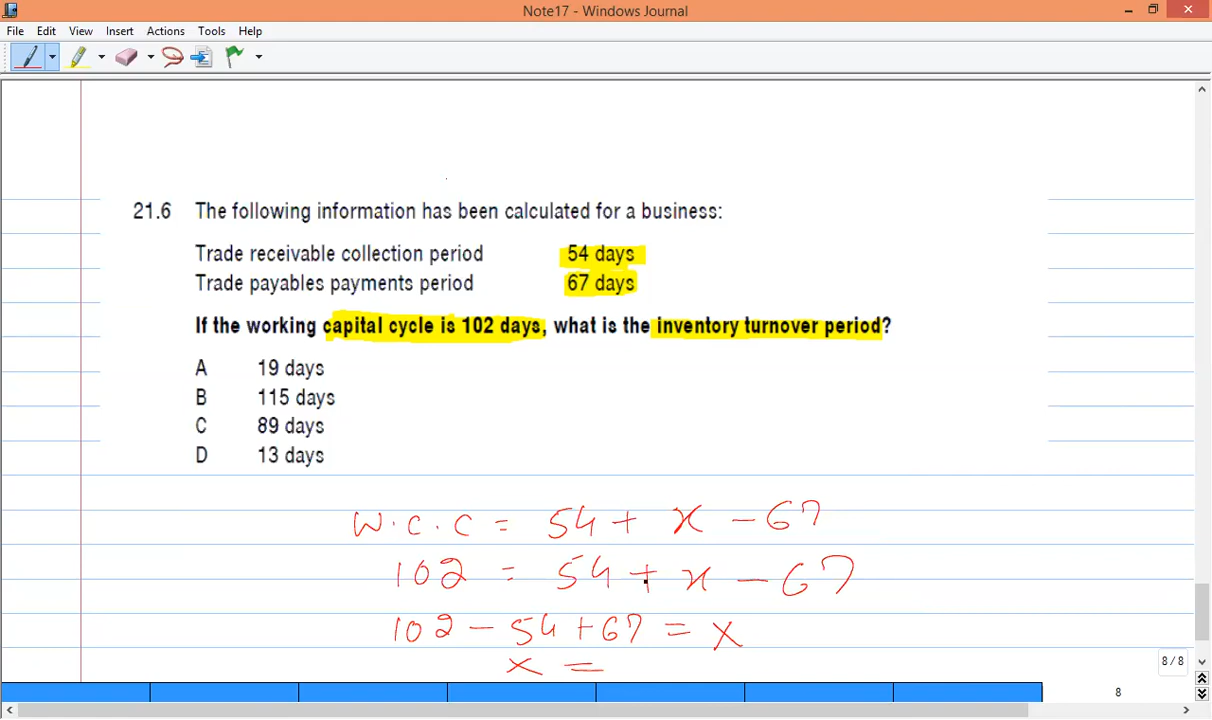 Note17 - Windows Journal
File Edit View Insert Actions Tools Help
21.6 The following information has been calculated for a business:
Trade receivable collection period 54 days
Trade payables payments period 67 days
If the working capital cycle is 102 days, what is the inventory turnover period?
A 19 days
B 115 days
C 89 days
D 13 days
W.C.C = 54 + x - 67
102 = 54 + x - 67
102 - 54 + 67 = x
x =
8 / 8
8